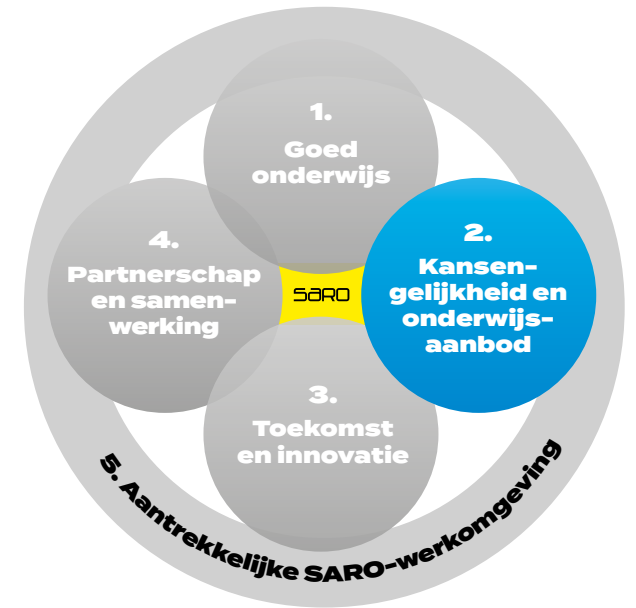 1.
Goed
onderwijs
2.
Kansen-
gelijkheid en
onderwijs-
aanbod
3.
Toekomst
en innovatie
4.
Partnerschap
en samen-
werking
SARO
5. Aantrekkelijke SARO-werkomgeving